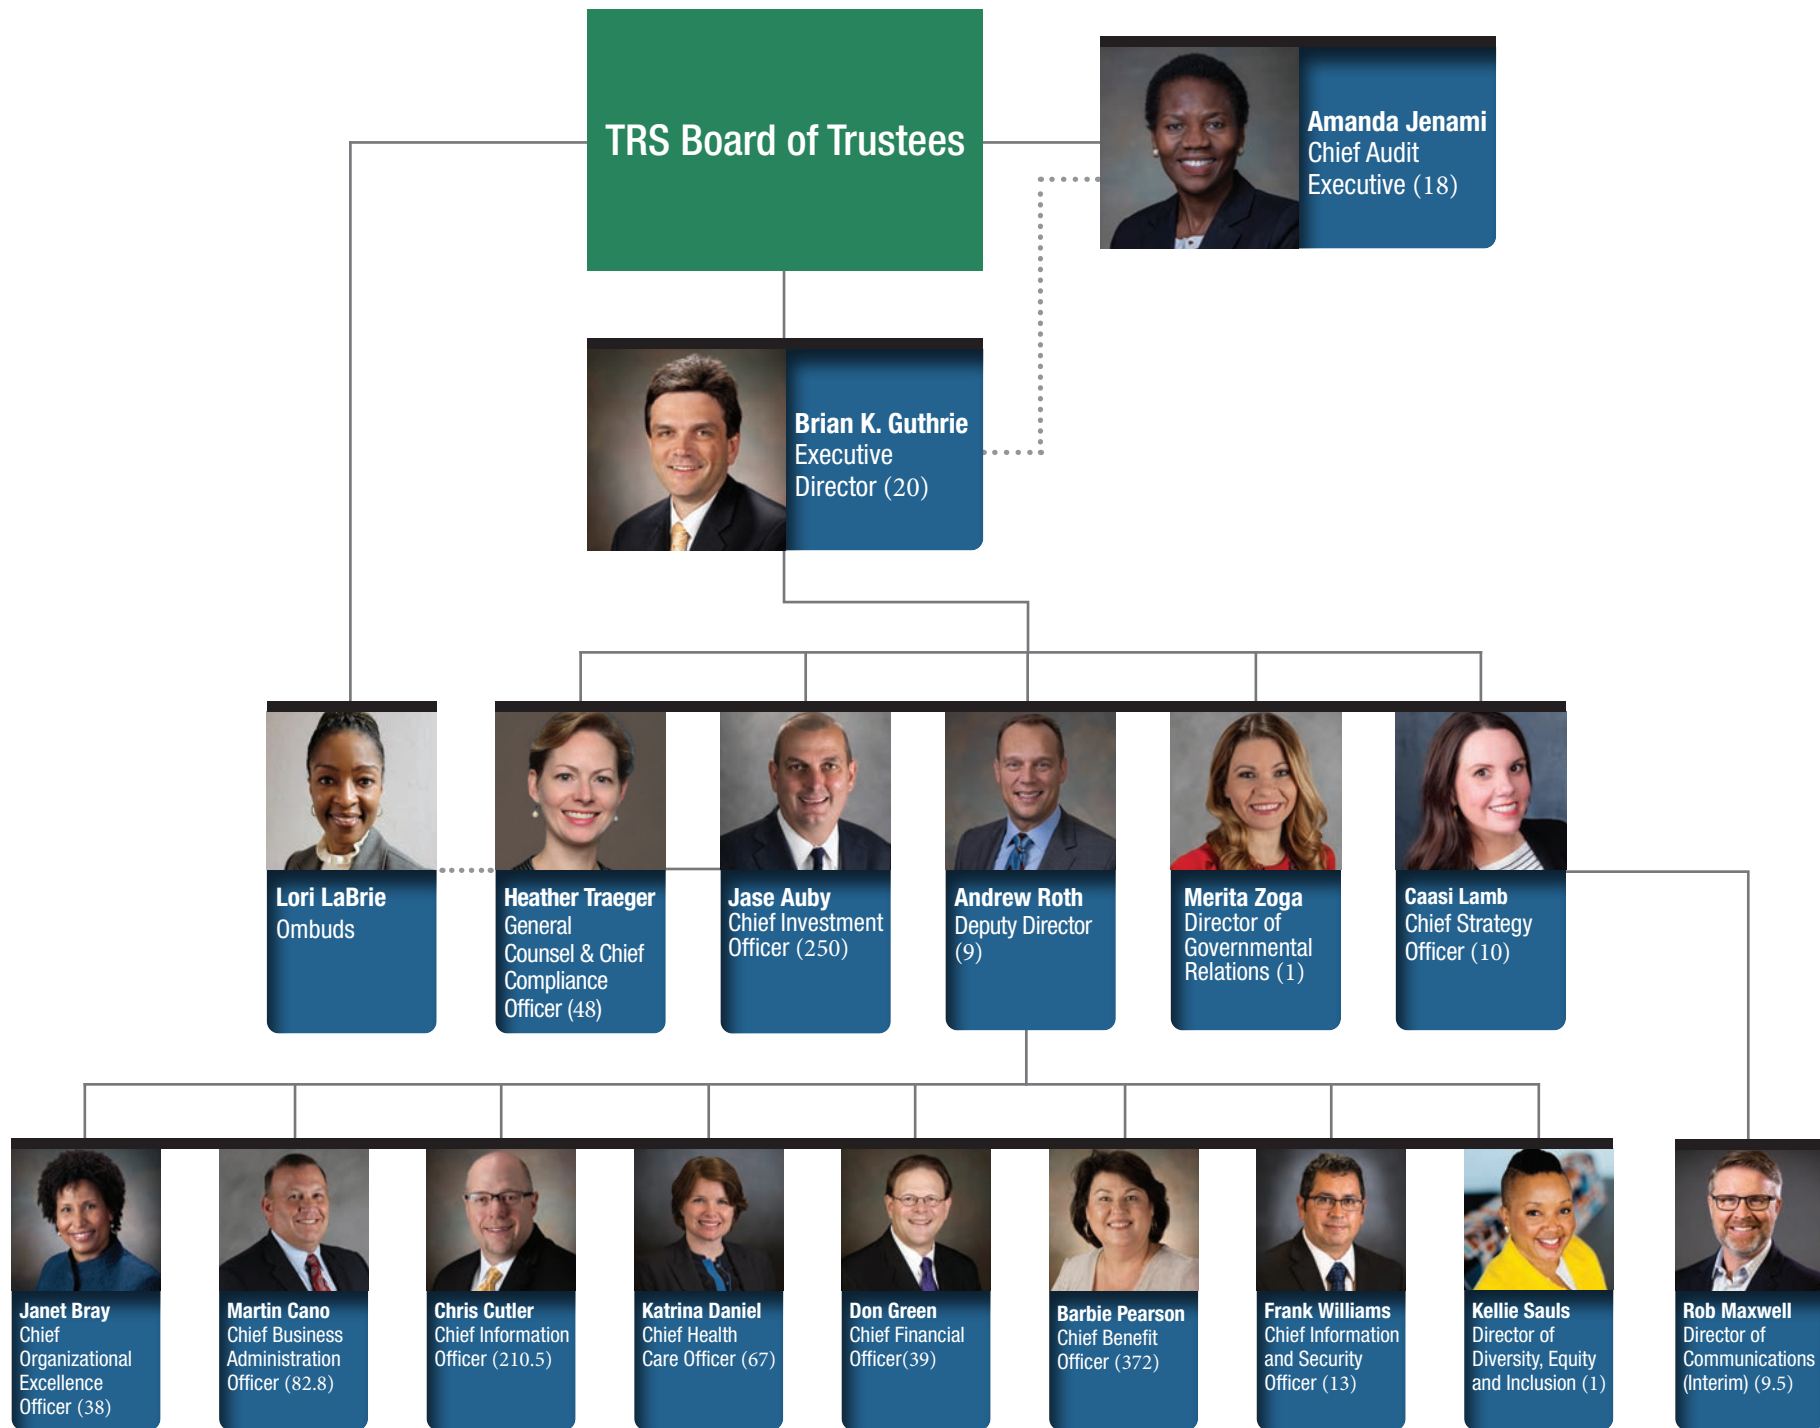 TRS Board of Trustees
Amanda Jenami
Chief Audit
Executive (18)
Brian K. Guthrie
Executive
Director (20)
Lori LaBrie
Ombuds
Heather Traeger
General
Counsel & Chief
Compliance
Officer (48)
Jase Auby
Chief Investment
Officer (250)
Andrew Roth
Deputy Director
(9)
Merita Zoga
Director of
Governmental
Relations (1)
Caasi Lamb
Chief Strategy
Officer (10)
Janet Bray
Chief
Organizational
Excellence
Officer (38)
Martin Cano
Chief Business
Administration
Officer (82.8)
Chris Cutler
Chief Information
Officer (210.5)
Katrina Daniel
Chief Health
Care Officer (67)
Don Green
Chief Financial
Officer(39)
Barbie Pearson
Chief Benefit
Officer (372)
Frank Williams
Chief Information
and Security
Officer (13)
Kellie Sauls
Director of
Diversity, Equity
and Inclusion (1)
Rob Maxwell
Director of
Communications
(Interim) (9.5)